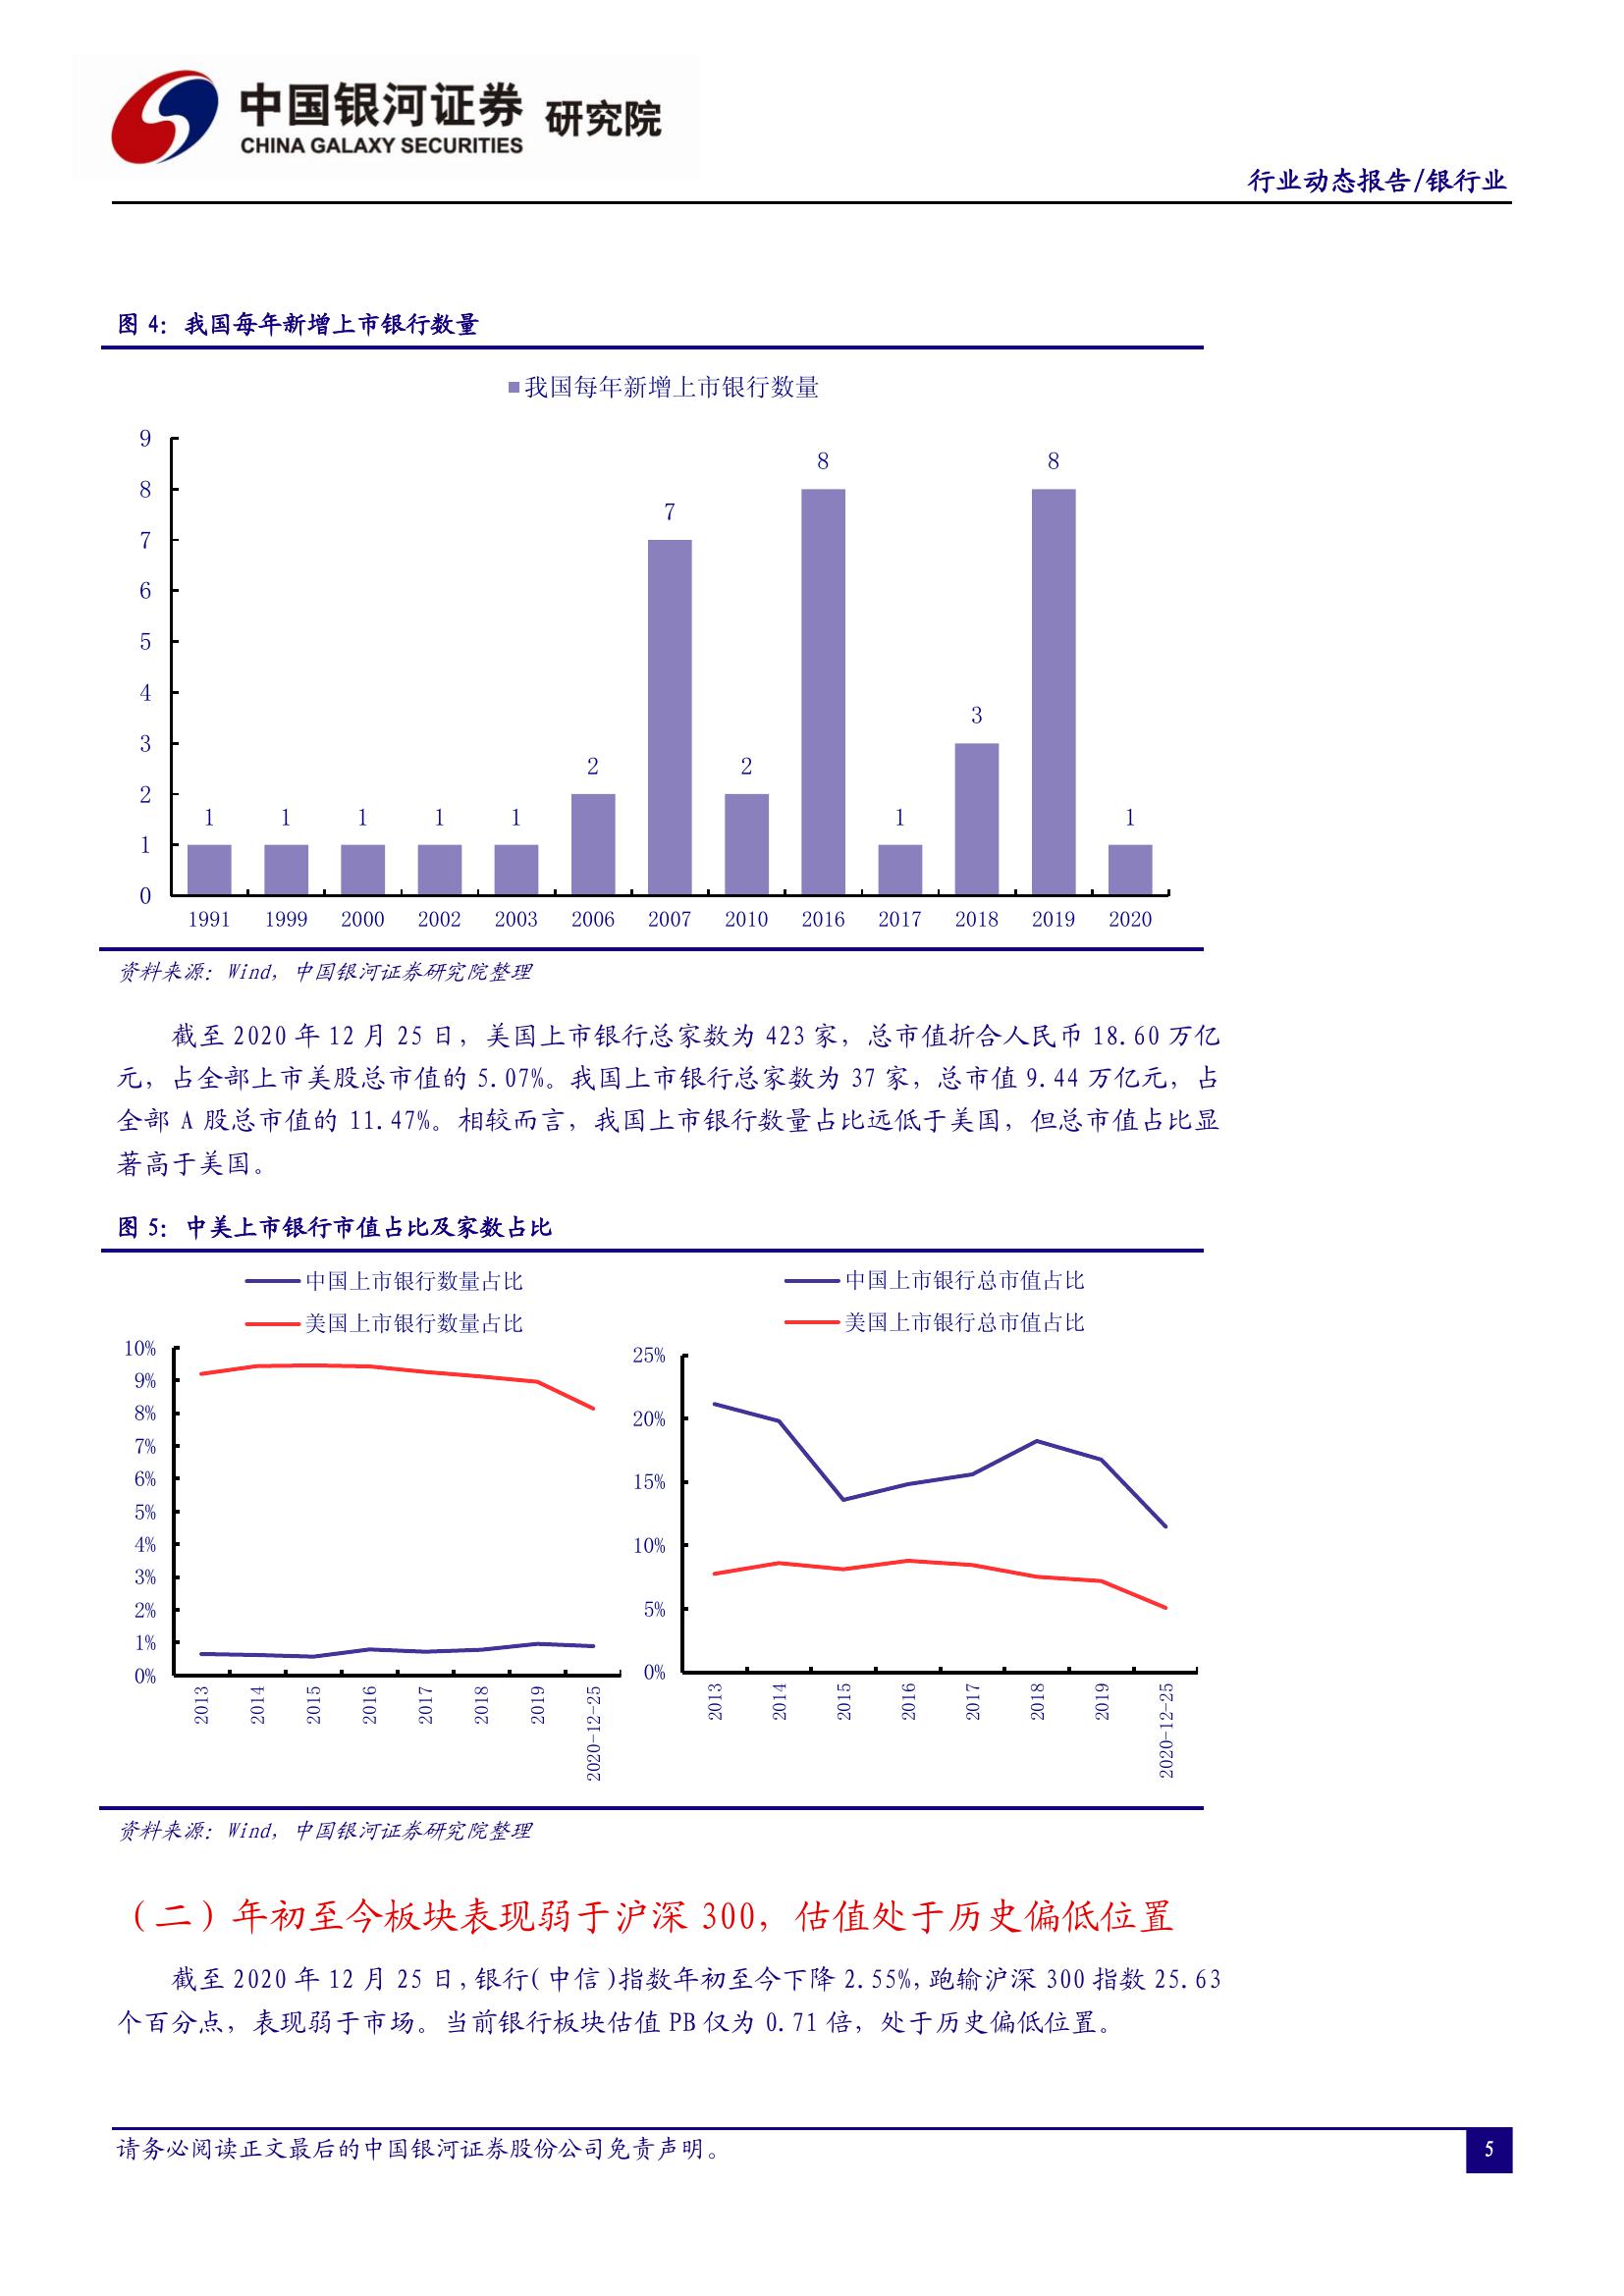 中国银河证券 研究院
CHINA GALAXY SECURITIES
行业动态报告/银行业
图 4：我国每年新增上市银行数量
我国每年新增上市银行数量
9
8
7
6
5
4
3
2
1
0
1 1 1 1 1 2 7 2 8 1 3 8 1
1991 1999 2000 2002 2003 2006 2007 2010 2016 2017 2018 2019 2020
资料来源：Wind，中国银河证券研究院整理
截至 2020 年 12 月 25 日，美国上市银行总家数为 423 家，总市值折合人民币 18.60 万亿
元，占全部上市美股总市值的 5.07%。我国上市银行总家数为 37 家，总市值 9.44 万亿元，占
全部 A 股总市值的 11.47%。相较而言，我国上市银行数量占比远低于美国，但总市值占比显
著高于美国。
图 5：中美上市银行市值占比及家数占比
中国上市银行数量占比
美国上市银行数量占比
10%
9%
8%
7%
6%
5%
4%
3%
2%
1%
0%
2013 2014 2015 2016 2017 2018 2019 2020-12-25
中国上市银行总市值占比
美国上市银行总市值占比
25%
20%
15%
10%
5%
0%
2013 2014 2015 2016 2017 2018 2019 2020-12-25
资料来源：Wind，中国银河证券研究院整理
（二）年初至今板块表现弱于沪深 300，估值处于历史偏低位置
截至 2020 年 12 月 25 日，银行(中信)指数年初至今下降 2.55%，跑输沪深 300 指数 25.63
个百分点，表现弱于市场。当前银行板块估值 PB 仅为 0.71 倍，处于历史偏低位置。
请务必阅读正文最后的中国银河证券股份公司免责声明。
5